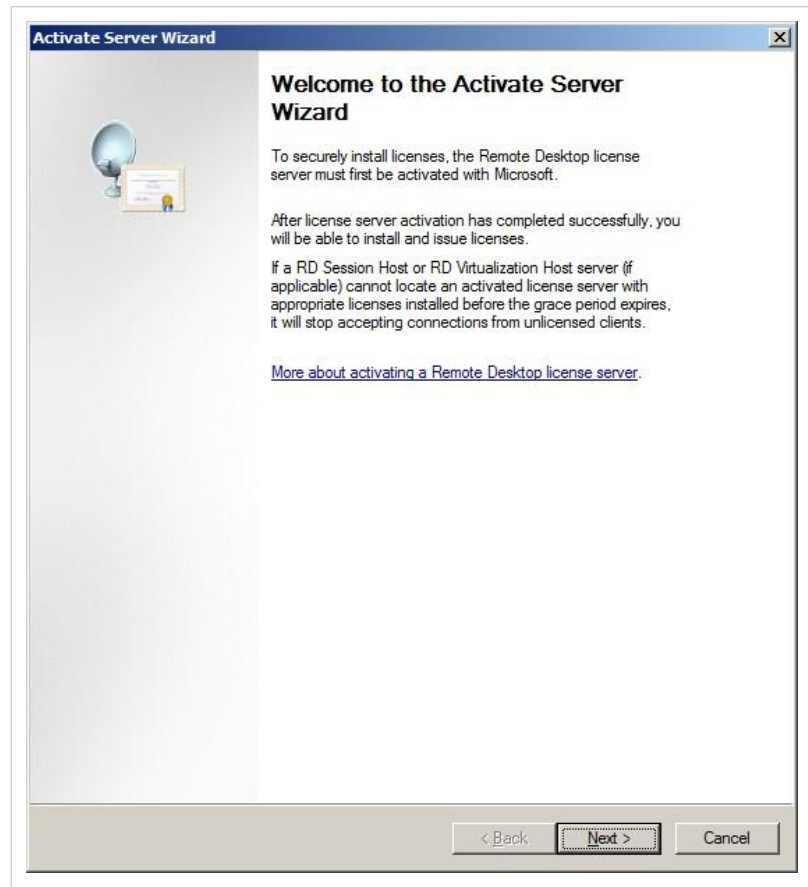 Activate Server Wizard
Welcome to the Activate Server
Wizard
To securely install licenses, the Remote Desktop license
server must first be activated with Microsoft.
After license server activation has completed successfully, you
will be able to install and issue licenses.
If a RD Session Host or RD Virtualization Host server (if
applicable) cannot locate an activated license server with
appropriate licenses installed before the grace period expires,
it will stop accepting connections from unlicensed clients.
More about activating a Remote Desktop license server.
< Back Next > Cancel